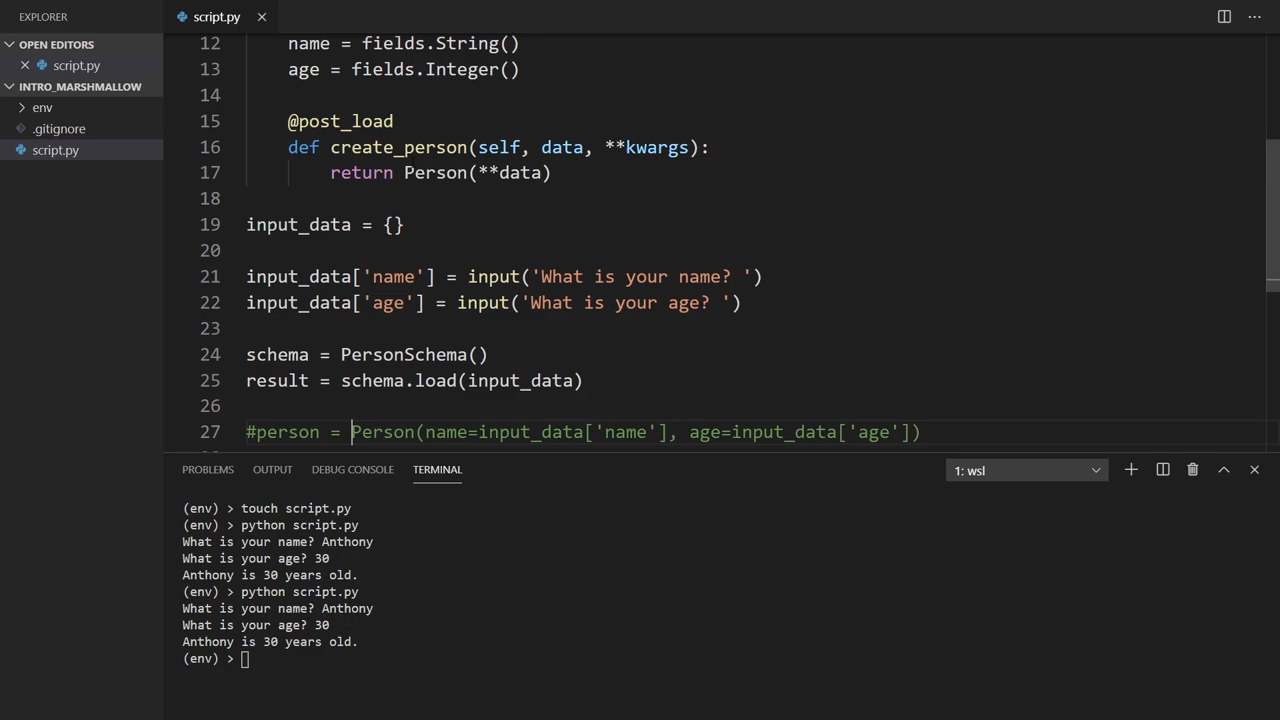 EXPLORER
OPEN EDITORS
script.py
INTRO_MARSHMALLOW
env
.gitignore
script.py
script.py
12 name = fields.String()
13 age = fields.Integer()
14
15 @post_load
16 def create_person(self, data, **kwargs):
17 return Person(**data)
18
19 input_data = {}
20
21 input_data['name'] = input('What is your name? ')
22 input_data['age'] = input('What is your age? ')
23
24 schema = PersonSchema()
25 result = schema.load(input_data)
26
27 #person = Person(name=input_data['name'], age=input_data['age'])
PROBLEMS OUTPUT DEBUG CONSOLE TERMINAL 1: wsl
(env) > touch script.py
(env) > python script.py
What is your name? Anthony
What is your age? 30
Anthony is 30 years old.
(env) > python script.py
What is your name? Anthony
What is your age? 30
Anthony is 30 years old.
(env) >